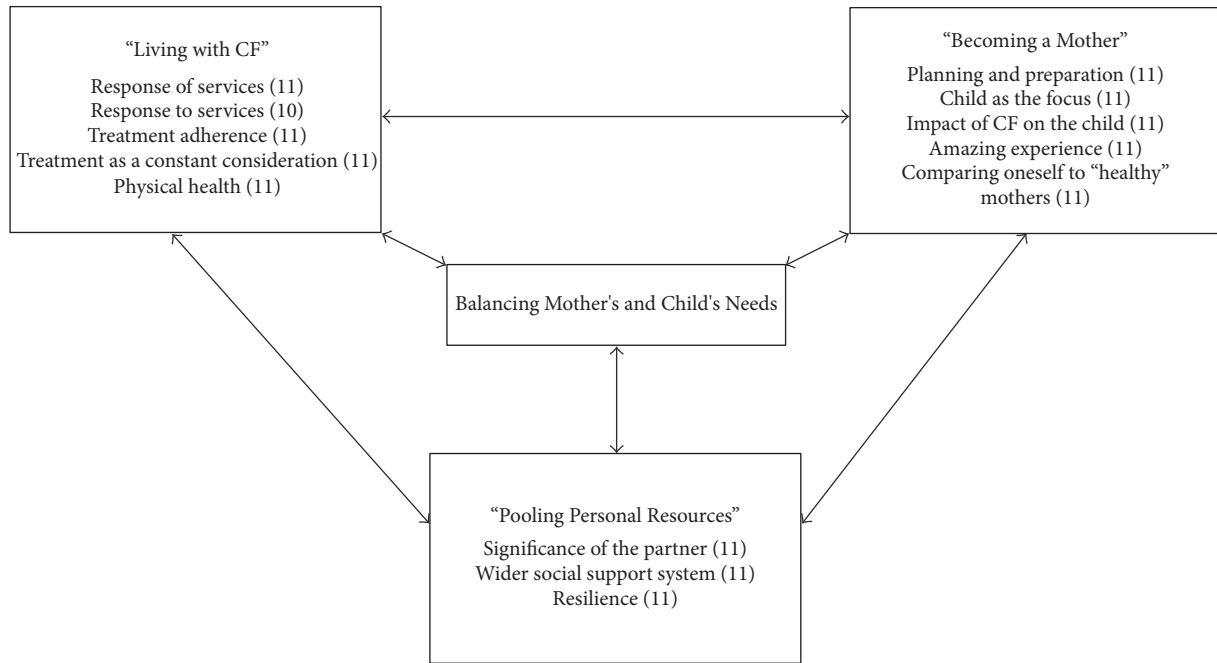 “Living with CF”
Response of services (11)
Response to services (10)
Treatment adherence (11)
Treatment as a constant consideration (11)
Physical health (11)
“Becoming a Mother”
Planning and preparation (11)
Child as the focus (11)
Impact of CF on the child (11)
Amazing experience (11)
Comparing oneself to “healthy”
mothers (11)
Balancing Mother's and Child's Needs
“Pooling Personal Resources”
Significance of the partner (11)
Wider social support system (11)
Resilience (11)